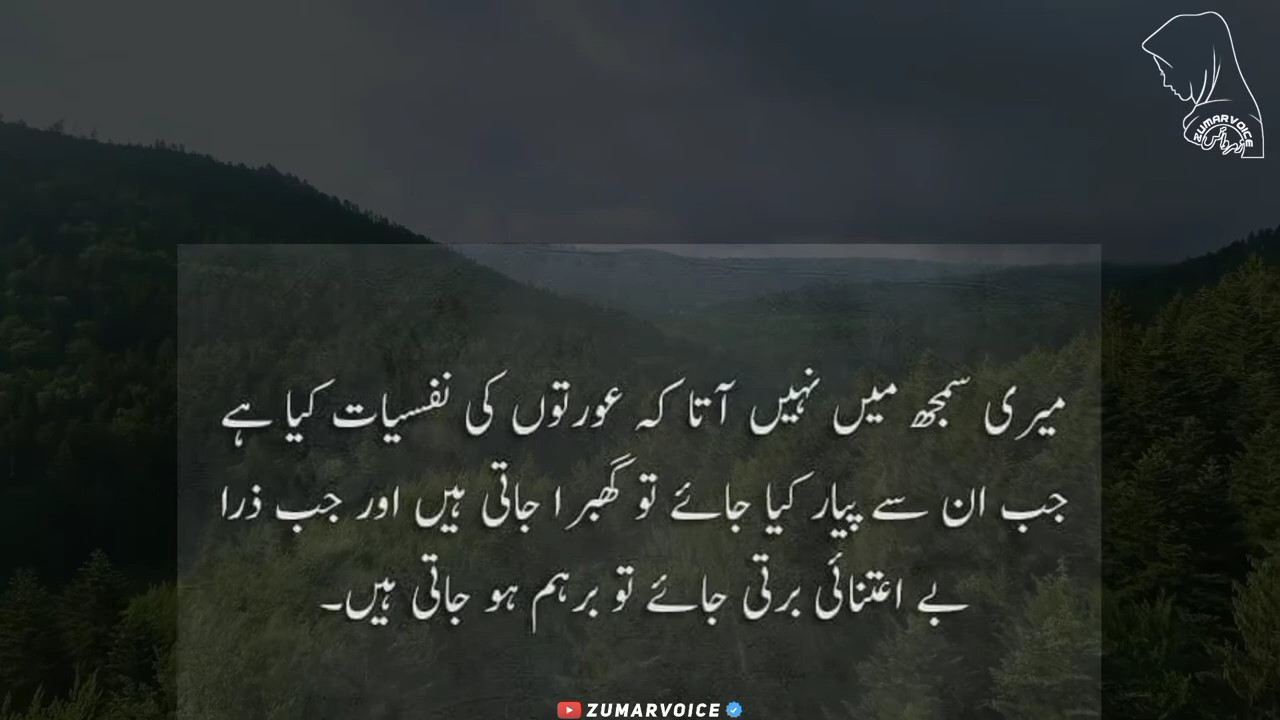 ZUMARVOICE
میری سمجھ میں نہیں آتا کہ عورتوں کی نفسیات کیا ہے
جب ان سے پیار کیا جائے تو گھبرا جاتی ہیں اور جب ذرا
بے اعتنائی برتی جائے تو برہم ہو جاتی ہیں۔
ZUMARVOICE